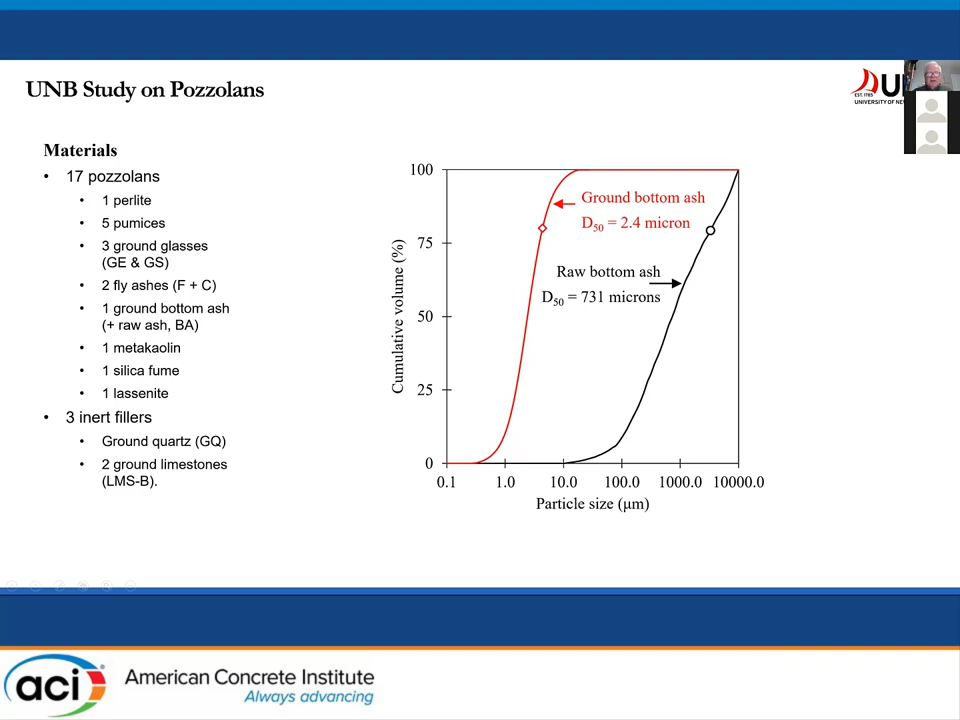 UNB Study on Pozzolans
EST. 1785
UNIVERSITY OF NE
Materials
• 17 pozzolans
• 1 perlite
• 5 pumices
• 3 ground glasses
(GE & GS)
• 2 fly ashes (F + C)
• 1 ground bottom ash
(+ raw ash, BA)
• 1 metakaolin
• 1 silica fume
• 1 lassenite
• 3 inert fillers
• Ground quartz (GQ)
• 2 ground limestones
(LMS-B).
Cumulative volume (%)
100
75
50
25
0
Ground bottom ash
D50 = 2.4 micron
Raw bottom ash
D50 = 731 microns
0.1 1.0 10.0 100.0 1000.0 10000.0
Particle size (µm)
aci
American Concrete Institute
Always advancing